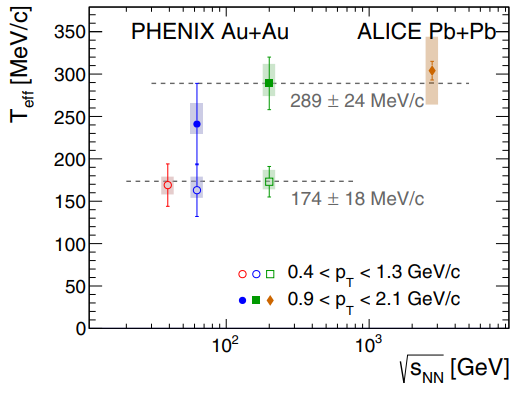 PHENIX Au+Au
ALICE Pb+Pb
T_eff [MeV/c]
350
300
250
200
150
100
50
0
289 ± 24 MeV/c
174 ± 18 MeV/c
0.4 < p_T < 1.3 GeV/c
0.9 < p_T < 2.1 GeV/c
10²
10³
√s_NN [GeV]